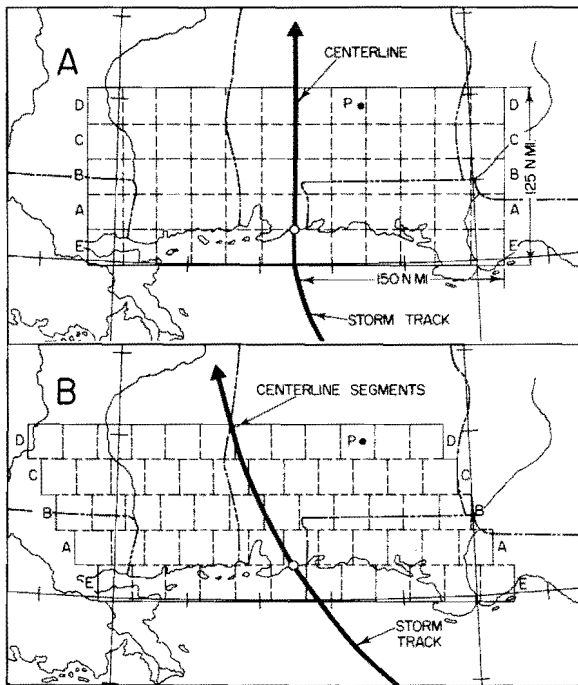 A
CENTERLINE
P
D
D
C
C
B
B
A
A
E
E
125 N MI.
150 N MI
STORM TRACK
B
CENTERLINE SEGMENTS
P
D
D
C
C
B
B
A
A
E
E
STORM
TRACK